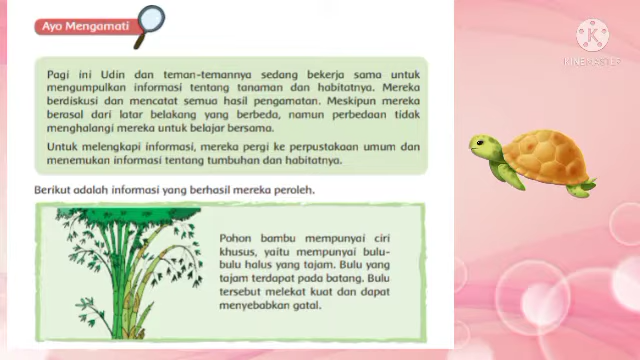 Ayo Mengamati
Pagi ini Udin dan teman-temannya sedang bekerja sama untuk
mengumpulkan informasi tentang tanaman dan habitatnya. Mereka
berdiskusi dan mencatat semua hasil pengamatan. Meskipun mereka
berasal dari latar belakang yang berbeda, namun perbedaan tidak
menghalangi mereka untuk belajar bersama.
Untuk melengkapi informasi, mereka pergi ke perpustakaan umum dan
menemukan informasi tentang tumbuhan dan habitatnya.
Berikut adalah informasi yang berhasil mereka peroleh.
Pohon bambu mempunyai ciri
khusus, yaitu mempunyai bulu-
bulu halus yang tajam. Bulu yang
tajam terdapat pada batang. Bulu
tersebut melekat kuat dan dapat
menyebabkan gatal.
K
KINEMASTER